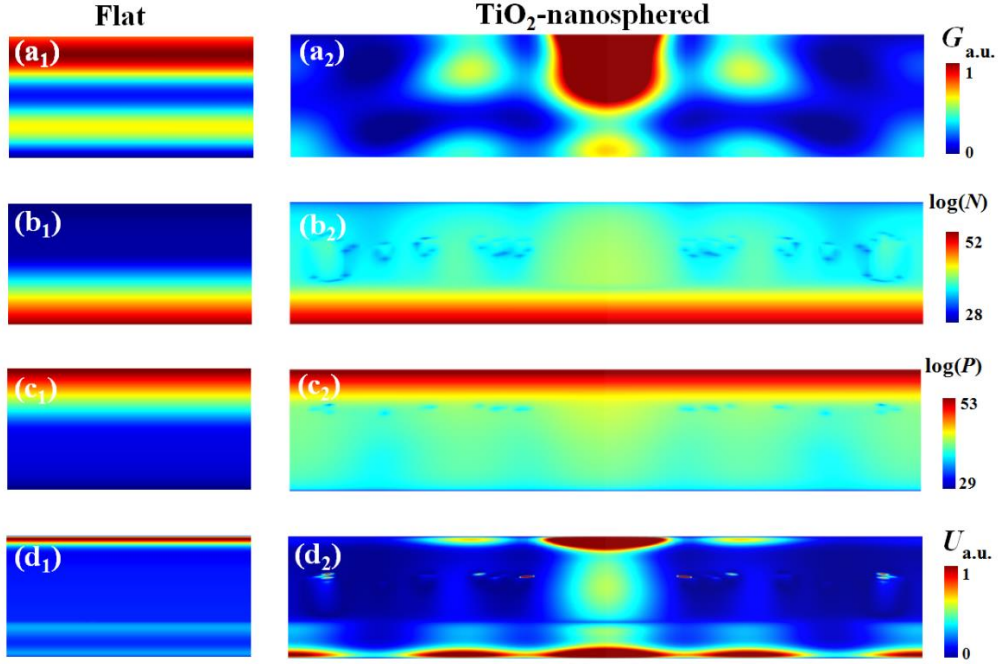 Flat
TiO₂-nanosphered
(a₁)
(a₂)
G a.u.
1
0
(b₁)
(b₂)
log(N)
52
28
(c₁)
(c₂)
log(P)
53
29
(d₁)
(d₂)
U a.u.
1
0